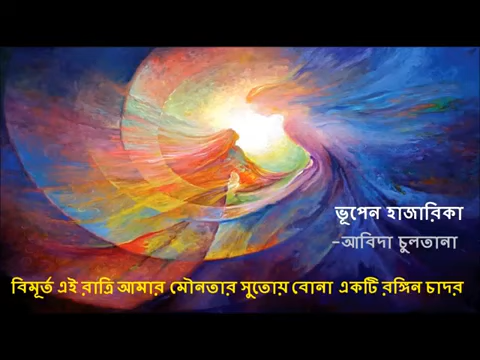 ভূপেন হাজারিকা
-আবিদা চুলতানা
বিমূর্ত এই রাত্রি আমার মৌনতার সুতোয় বোনা একটি রঙ্গিন চাদর